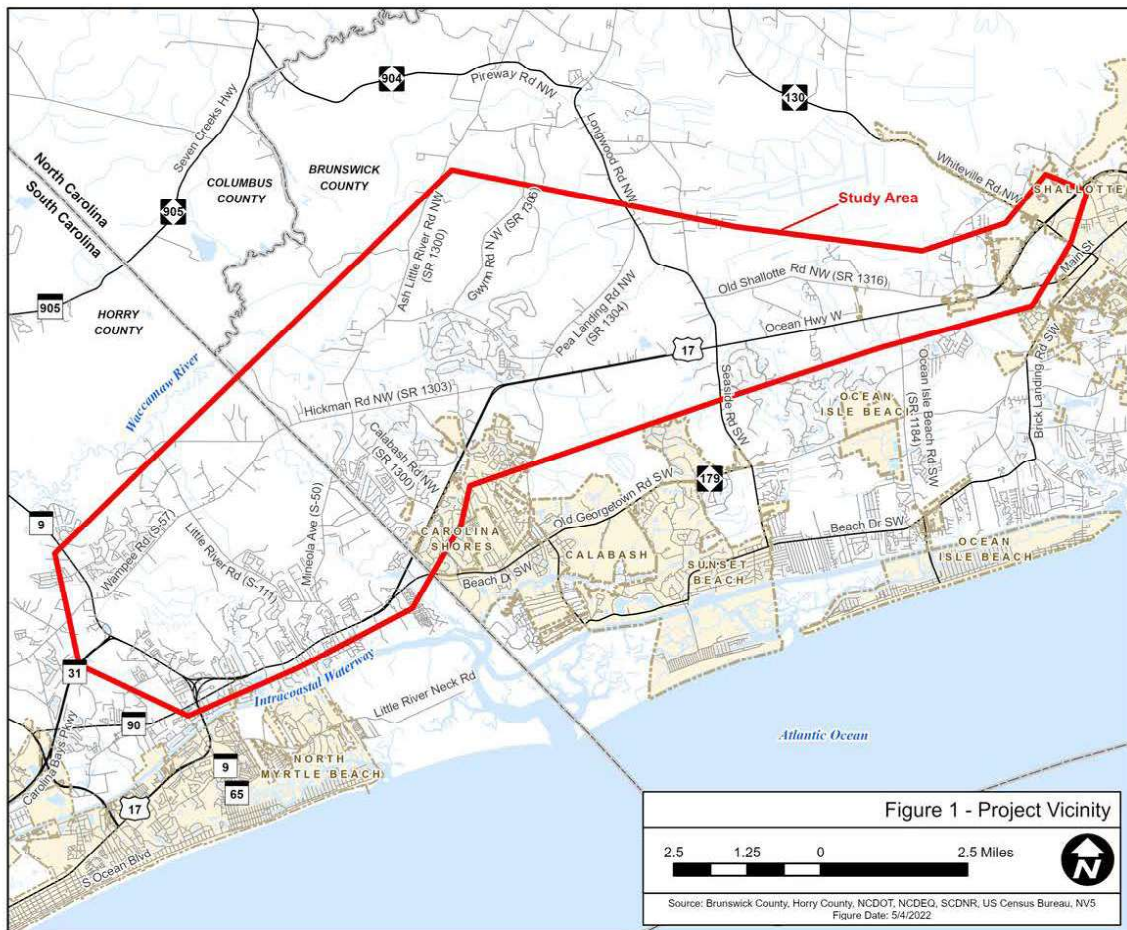 904
Pireway Rd NW
130
Seven Creeks Hwy
Longwood Rd NW
North Carolina
South Carolina
BRUNSWICK
COUNTY
COLUMBUS
COUNTY
Whiteville Rd NW
SHALLOTTE
Study Area
905
Ash Little River Rd NW
(SR 1300)
Gwynn Rd NW (SR 1305)
Main St
905
HORRY
COUNTY
Old Shallotte Rd NW (SR 1316)
Pea Landing Rd NW
(SR 1304)
Ocean Hwy W
17
Waccamaw River
Hickman Rd NW (SR 1303)
Seaside Rd SW
OCEAN
ISLE BEACH
Ocean Isle Beach Rd SW
(SR 1184)
Brick Landing Rd SW
Calabash Rd NW
(SR 1300)
179
9
Wampee Rd (S-57)
Little River Rd (S-111)
Mineola Ave (S-50)
Old Georgetown Rd SW
CAROLINA
SHORES
CALABASH
Beach Dr SW
Beach Dr SW
SUNSET
BEACH
OCEAN
ISLE BEACH
31
Intracoastal Waterway
Little River Neck Rd
90
Carolina Bays Pkwy
9
65
NORTH
MYRTLE BEACH
Atlantic Ocean
17
S Ocean Blvd
Figure 1 - Project Vicinity
2.5 1.25 0 2.5 Miles
N
Source: Brunswick County, Horry County, NCDOT, NCDEQ, SCDNR, US Census Bureau, NV5
Figure Date: 5/4/2022